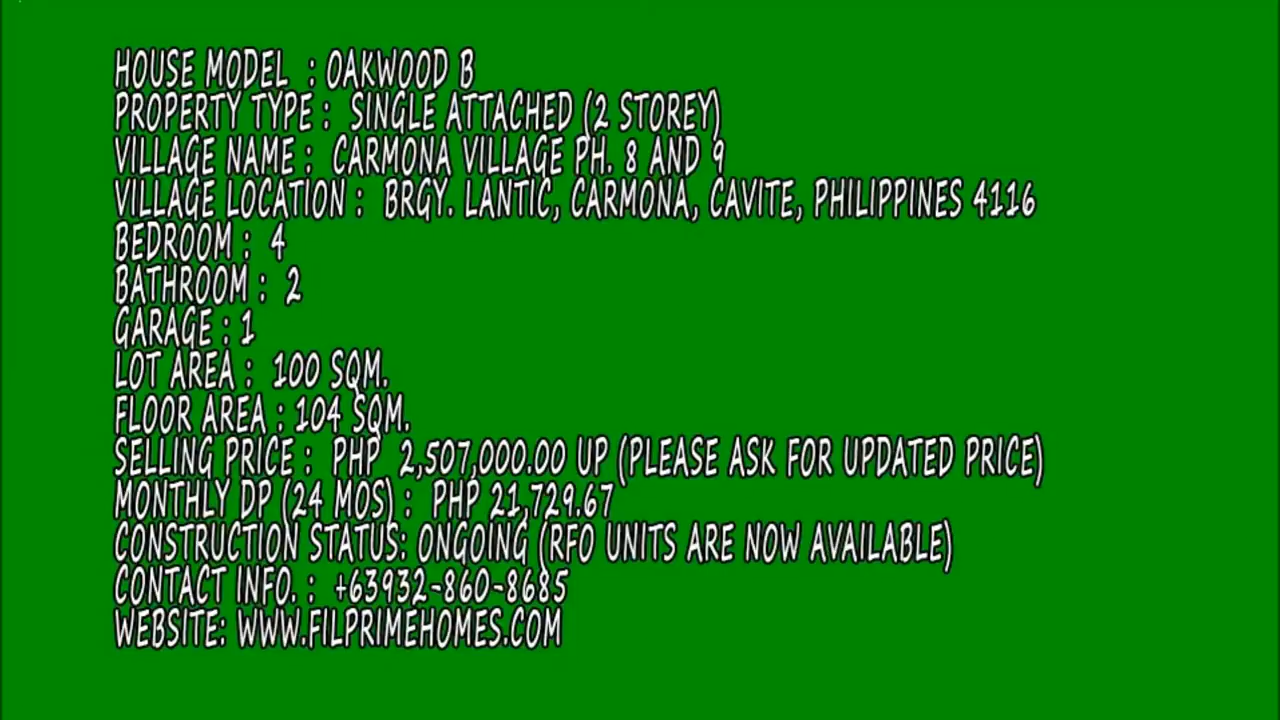 HOUSE MODEL : OAKWOOD B
PROPERTY TYPE : SINGLE ATTACHED (2 STOREY)
VILLAGE NAME : CARMONA VILLAGE PH. 8 AND 9
VILLAGE LOCATION : BRGY. LANTIC, CARMONA, CAVITE, PHILIPPINES 4116
BEDROOM : 4
BATHROOM : 2
GARAGE : 1
LOT AREA : 100 SQM.
FLOOR AREA : 104 SQM.
SELLING PRICE : PHP 2,507,000.00 UP (PLEASE ASK FOR UPDATED PRICE)
MONTHLY DP (24 MOS) : PHP 21,729.67
CONSTRUCTION STATUS: ONGOING (RFO UNITS ARE NOW AVAILABLE)
CONTACT INFO. : +63932-860-8685
WEBSITE: WWW.FILPRIMEHOMES.COM